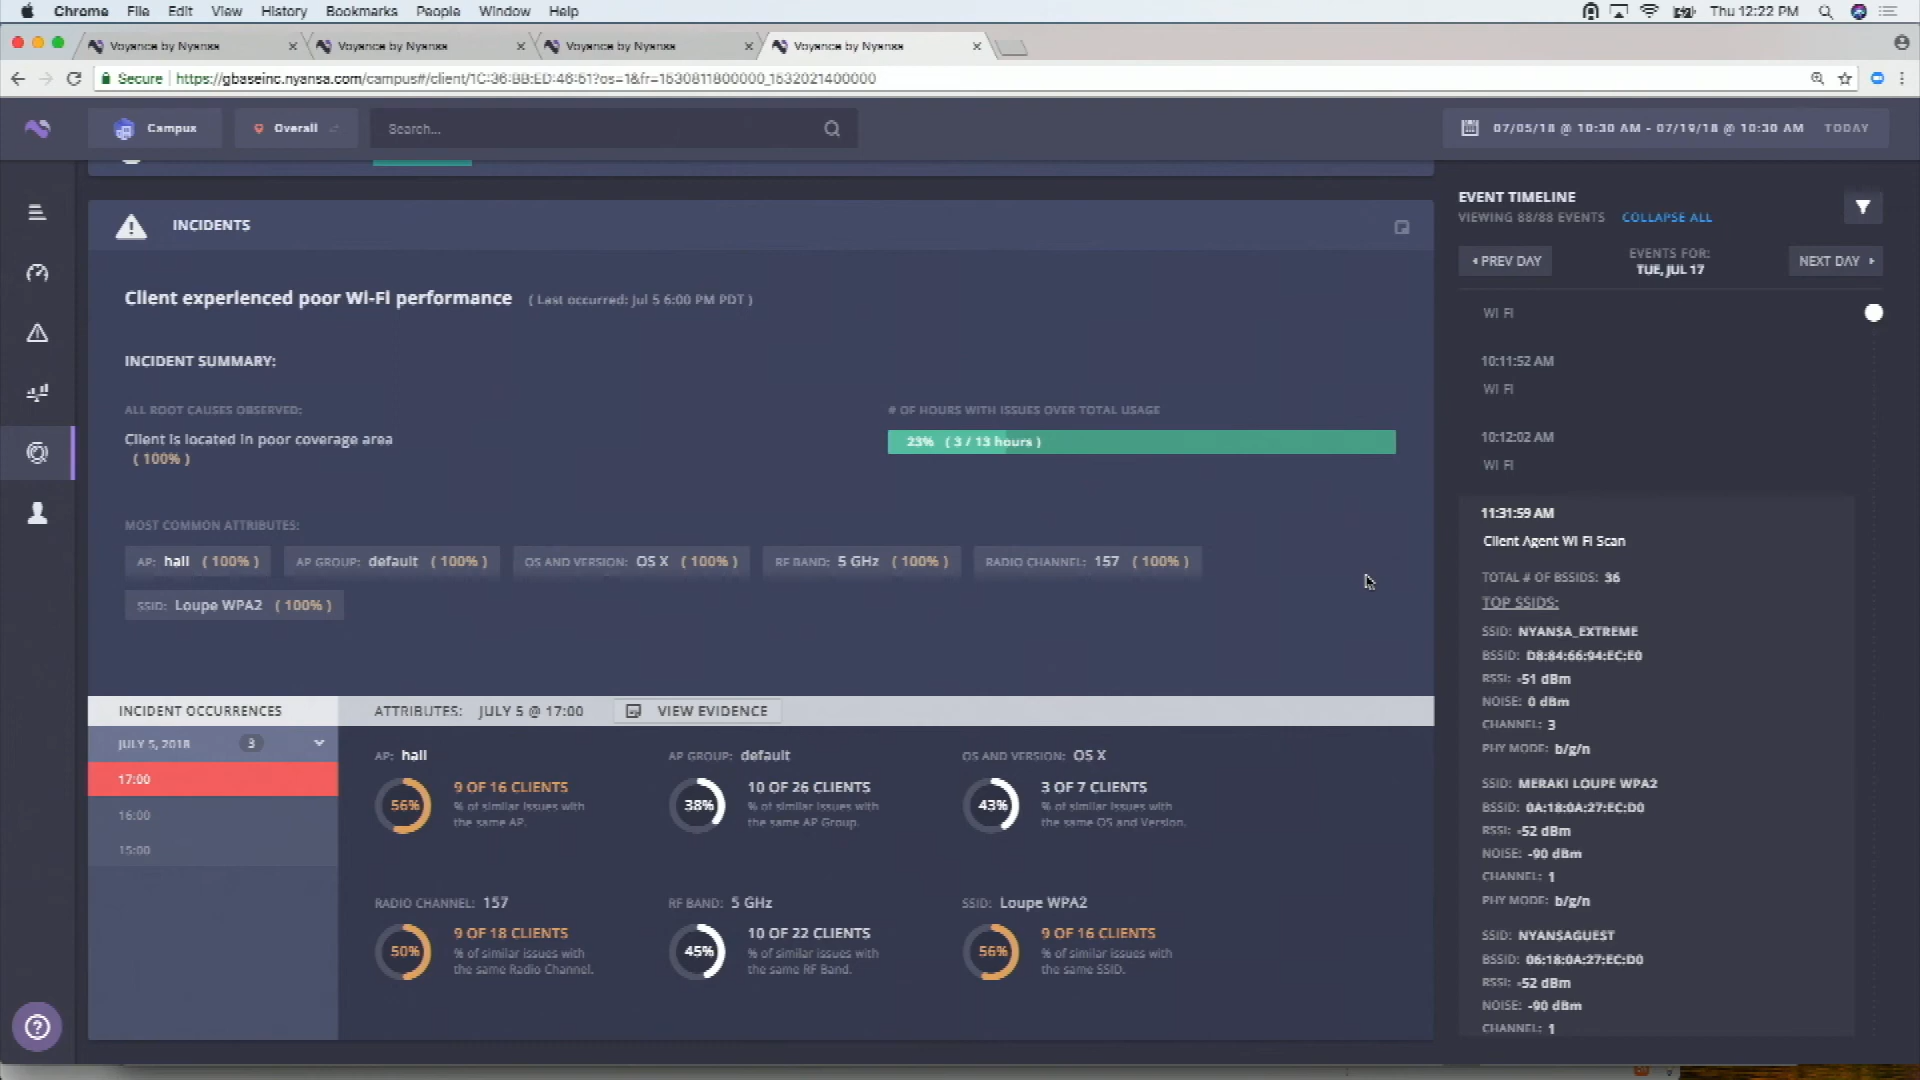 Chrome File Edit View History Bookmarks People Window Help
Thu 12:22 PM
Voyance by Nyansa
Voyance by Nyansa
Voyance by Nyansa
Voyance by Nyansa
Secure https://gbaseinc.nyansa.com/campus#/client/1C:36:BB:ED:46:51?os=1&fr=1530811800000_1532021400000
Campus
Overall
Search...
07/05/18 @ 10:30 AM - 07/19/18 @ 10:30 AM TODAY
INCIDENTS
Client experienced poor Wi-Fi performance ( Last occurred: Jul 5 6:00 PM PDT )
INCIDENT SUMMARY:
ALL ROOT CAUSES OBSERVED:
Client is located in poor coverage area
( 100% )
# OF HOURS WITH ISSUES OVER TOTAL USAGE
23% ( 3 / 13 hours )
MOST COMMON ATTRIBUTES:
AP: hall ( 100% )
AP GROUP: default ( 100% )
OS AND VERSION: OS X ( 100% )
RF BAND: 5 GHz ( 100% )
RADIO CHANNEL: 157 ( 100% )
SSID: Loupe WPA2 ( 100% )
INCIDENT OCCURRENCES
JULY 5, 2018 3
17:00
16:00
15:00
ATTRIBUTES: JULY 5 @ 17:00
VIEW EVIDENCE
AP: hall
56%
9 OF 16 CLIENTS
% of similar issues with
the same AP.
AP GROUP: default
38%
10 OF 26 CLIENTS
% of similar issues with
the same AP Group.
OS AND VERSION: OS X
43%
3 OF 7 CLIENTS
% of similar issues with
the same OS and Version.
RADIO CHANNEL: 157
50%
9 OF 18 CLIENTS
% of similar issues with
the same Radio Channel.
RF BAND: 5 GHz
45%
10 OF 22 CLIENTS
% of similar issues with
the same RF Band.
SSID: Loupe WPA2
56%
9 OF 16 CLIENTS
% of similar issues with
the same SSID.
EVENT TIMELINE
VIEWING 88/88 EVENTS COLLAPSE ALL
PREV DAY
EVENTS FOR:
TUE, JUL 17
NEXT DAY
WI FI
10:11:52 AM
WI FI
10:12:02 AM
WI FI
11:31:59 AM
Client Agent Wi Fi Scan
TOTAL # OF BSSIDS: 36
TOP SSIDS:
SSID: NYANSA_EXTREME
BSSID: D8:84:66:94:EC:E0
RSSI: -51 dBm
NOISE: 0 dBm
CHANNEL: 3
PHY MODE: b/g/n
SSID: MERAKI LOUPE WPA2
BSSID: 0A:18:0A:27:EC:D0
RSSI: -52 dBm
NOISE: -90 dBm
CHANNEL: 1
PHY MODE: b/g/n
SSID: NYANSAGUEST
BSSID: 06:18:0A:27:EC:D0
RSSI: -52 dBm
NOISE: -90 dBm
CHANNEL: 1